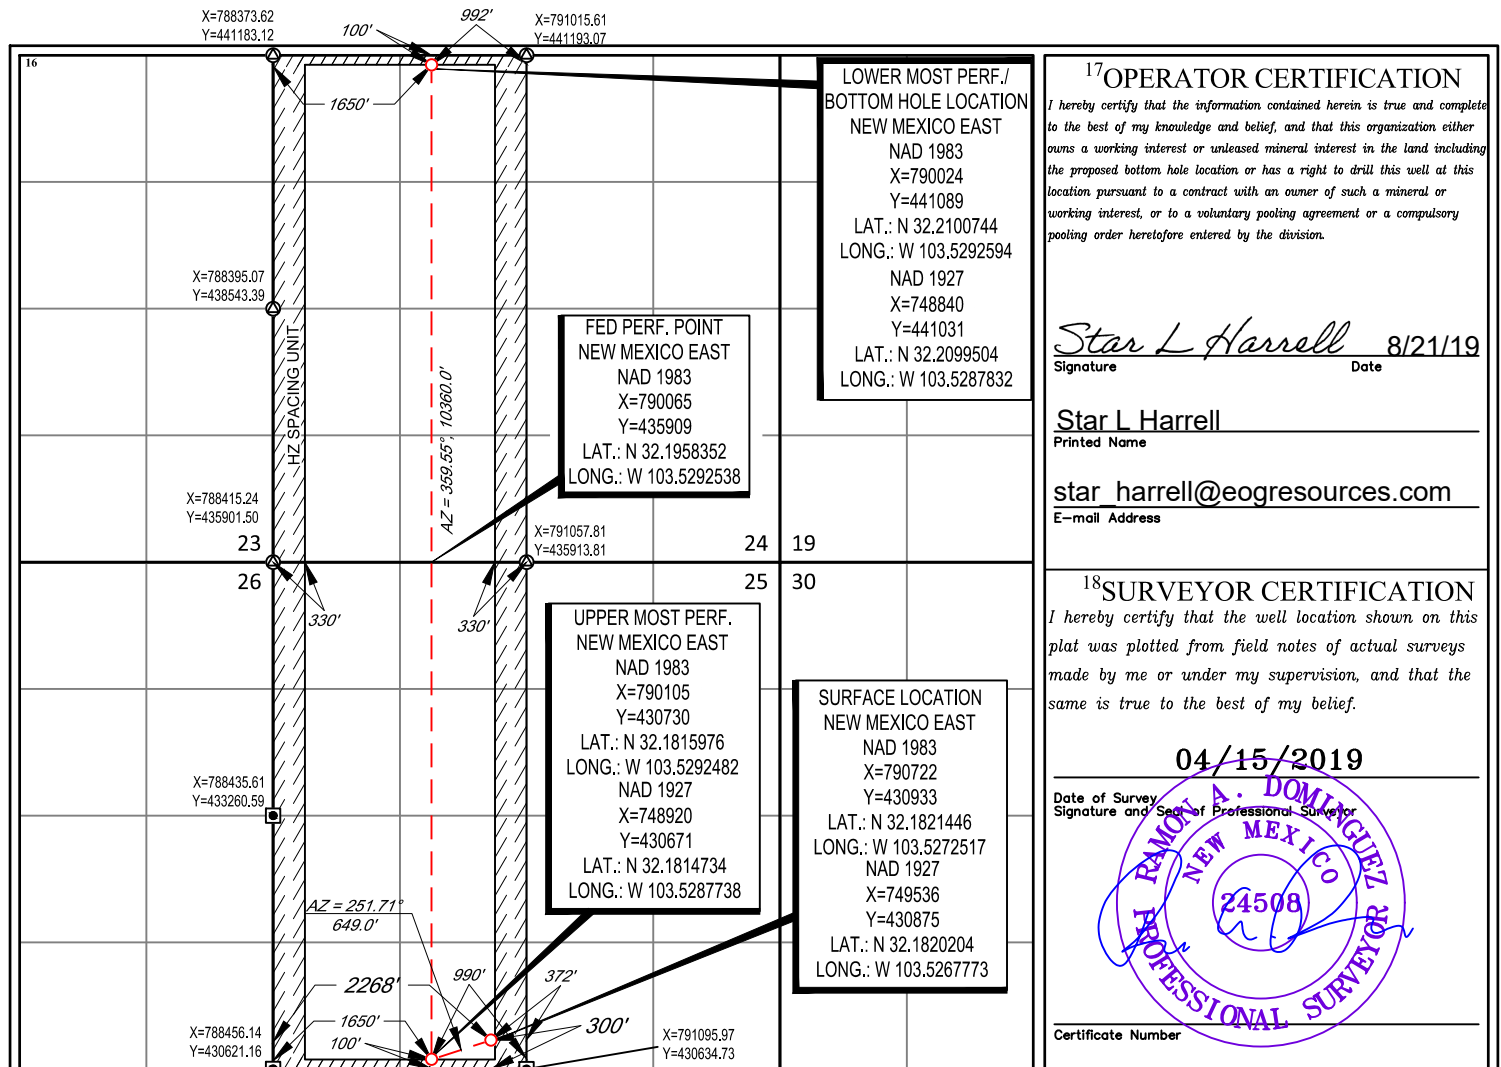 X=788373.62
Y=441183.12
100'
992'
X=791015.61
Y=441193.07
16
1650'
LOWER MOST PERF./
BOTTOM HOLE LOCATION
NEW MEXICO EAST
NAD 1983
X=790024
Y=441089
LAT.: N 32.2100744
LONG.: W 103.5292594
NAD 1927
X=748840
Y=441031
LAT.: N 32.2099504
LONG.: W 103.5287832
X=788395.07
Y=438543.39
HZ SPACING UNIT
AZ = 359.55°, 10360.0'
FED PERF. POINT
NEW MEXICO EAST
NAD 1983
X=790065
Y=435909
LAT.: N 32.1958352
LONG.: W 103.5292538
X=788415.24
Y=435901.50
X=791057.81
Y=435913.81
23
24
19
26
25
30
330'
330'
UPPER MOST PERF.
NEW MEXICO EAST
NAD 1983
X=790105
Y=430730
LAT.: N 32.1815976
LONG.: W 103.5292482
NAD 1927
X=748920
Y=430671
LAT.: N 32.1814734
LONG.: W 103.5287738
SURFACE LOCATION
NEW MEXICO EAST
NAD 1983
X=790722
Y=430933
LAT.: N 32.1821446
LONG.: W 103.5272517
NAD 1927
X=749536
Y=430875
LAT.: N 32.1820204
LONG.: W 103.5267773
X=788435.61
Y=433260.59
AZ = 251.71°
649.0'
2268'
990'
372'
1650'
300'
100'
X=788456.14
Y=430621.16
X=791095.97
Y=430634.73
17OPERATOR CERTIFICATION
I hereby certify that the information contained herein is true and complete
to the best of my knowledge and belief, and that this organization either
owns a working interest or unleased mineral interest in the land including
the proposed bottom hole location or has a right to drill this well at this
location pursuant to a contract with an owner of such a mineral or
working interest, or to a voluntary pooling agreement or a compulsory
pooling order heretofore entered by the division.
Star L Harrell 8/21/19
Signature Date
Star L Harrell
Printed Name
star_harrell@eogresources.com
E-mail Address
18SURVEYOR CERTIFICATION
I hereby certify that the well location shown on this
plat was plotted from field notes of actual surveys
made by me or under my supervision, and that the
same is true to the best of my belief.
04/15/2019
Date of Survey
Signature and Seal of Professional Surveyor
RAMON A. DOMINGUEZ
NEW MEXICO
24508
PROFESSIONAL SURVEYOR
Certificate Number